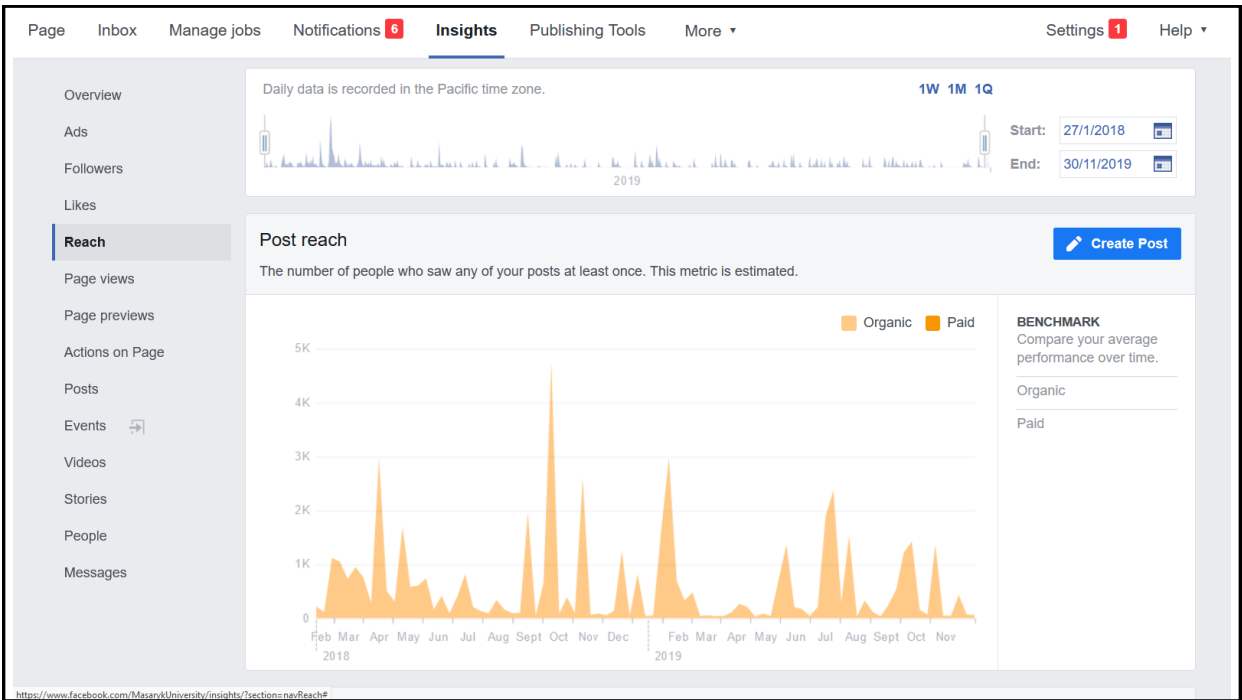 Page Inbox Manage jobs Notifications 6 Insights Publishing Tools More Settings 1 Help
Overview
Ads
Followers
Likes
Reach
Page views
Page previews
Actions on Page
Posts
Events
Videos
Stories
People
Messages
Daily data is recorded in the Pacific time zone.
1W 1M 1Q
Start: 27/1/2018
End: 30/11/2019
2019
Post reach
Create Post
The number of people who saw any of your posts at least once. This metric is estimated.
Organic Paid
5K
4K
3K
2K
1K
0
Feb Mar Apr May Jun Jul Aug Sept Oct Nov Dec Feb Mar Apr May Jun Jul Aug Sept Oct Nov
2018 2019
BENCHMARK
Compare your average
performance over time.
Organic
Paid
https://www.facebook.com/MasarykUniversity/insights/?section=navReach#